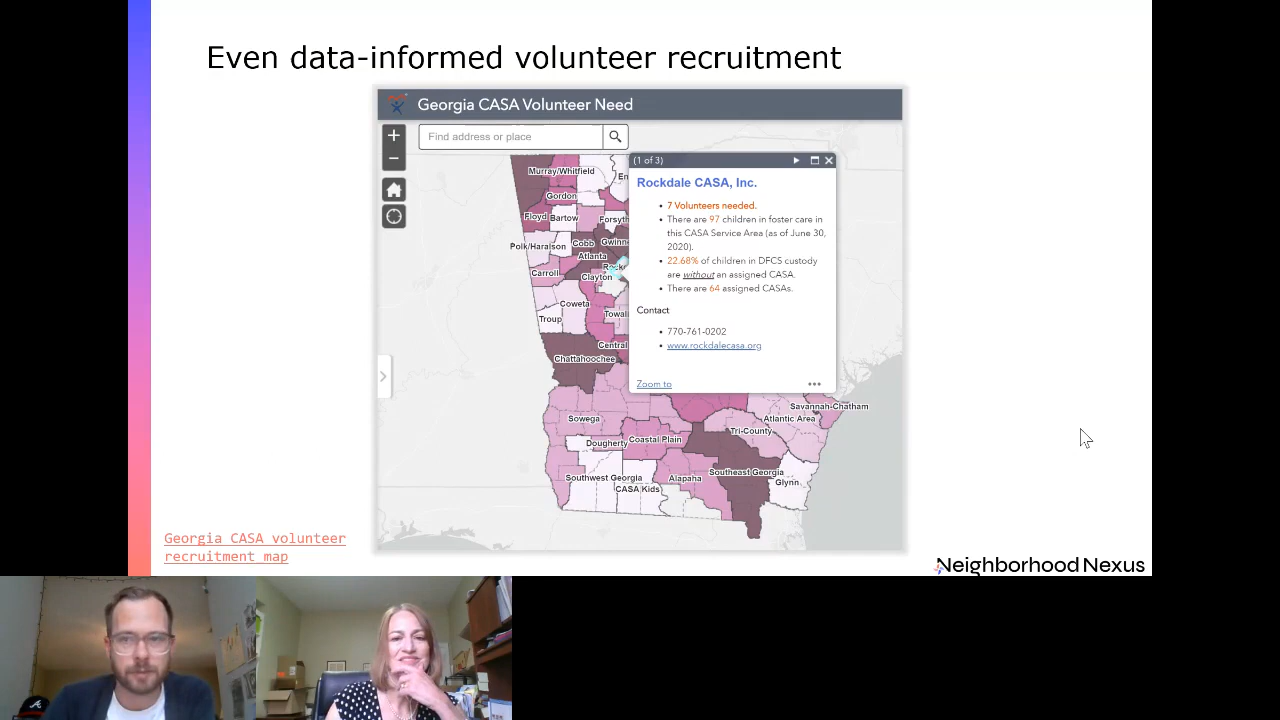 Even data-informed volunteer recruitment
Georgia CASA Volunteer Need
Find address or place
(1 of 3)
Rockdale CASA, Inc.
• 7 Volunteers needed.
• There are 97 children in foster care in
this CASA Service Area (as of June 30,
2020).
• 22.68% of children in DFCS custody
are without an assigned CASA.
• There are 64 assigned CASAs.
Contact
• 770-761-0202
• www.rockdalecasa.org
Zoom to
Murray/Whitfield
Gordon
Floyd
Bartow
Forsyth
Polk/Haralson
Cobb
Atlanta
Carroll
Clayton
Coweta
Troup
Central
Chattahoochee
Savannah-Chatham
Atlantic Area
Sowega
Tri-County
Dougherty
Coastal Plain
Southwest Georgia
CASA Kids
Alapaha
Southeast Georgia
Glynn
Georgia CASA volunteer
recruitment map
Neighborhood Nexus